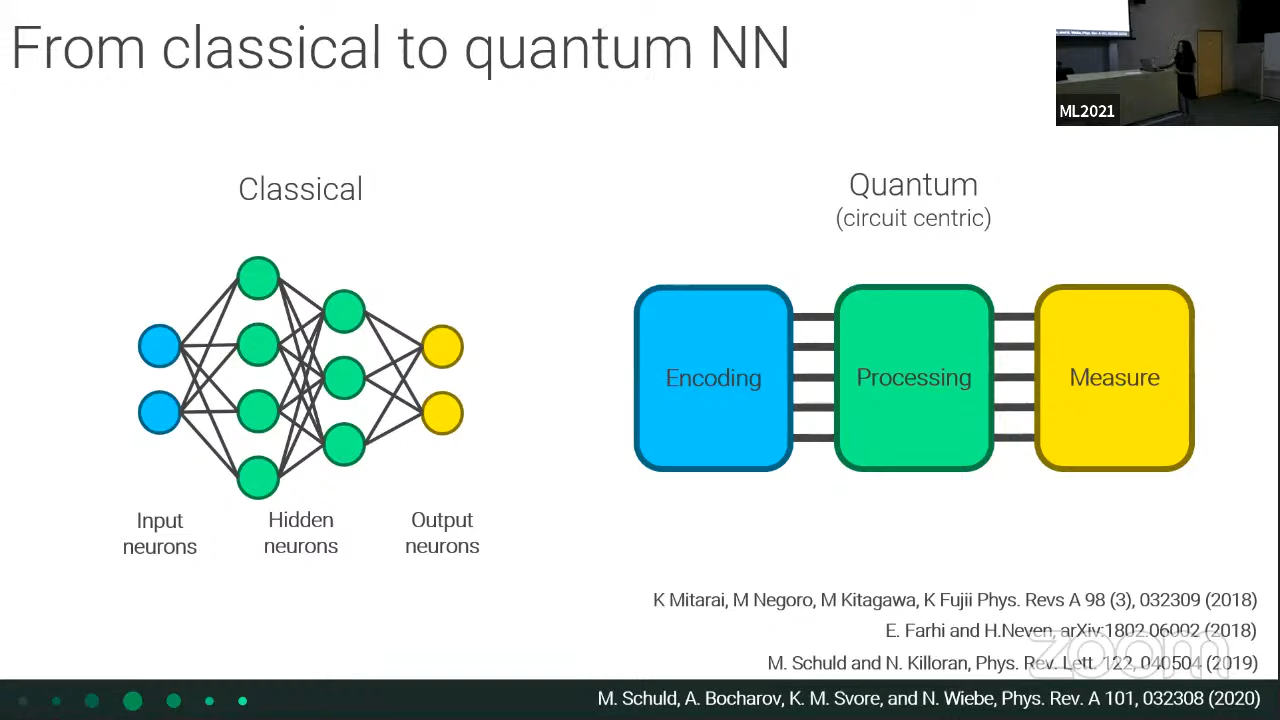 From classical to quantum NN
ML2021
Classical
Quantum
(circuit centric)
Encoding
Processing
Measure
Input
neurons
Hidden
neurons
Output
neurons
K Mitarai, M Negoro, M Kitagawa, K Fujii Phys. Revs A 98 (3), 032309 (2018)
E. Farhi and H.Neven, arXiv:1802.06002 (2018)
zoom
M. Schuld and N. Killoran, Phys. Rev. Lett. 122, 040504 (2019)
M. Schuld, A. Bocharov, K. M. Svore, and N. Wiebe, Phys. Rev. A 101, 032308 (2020)